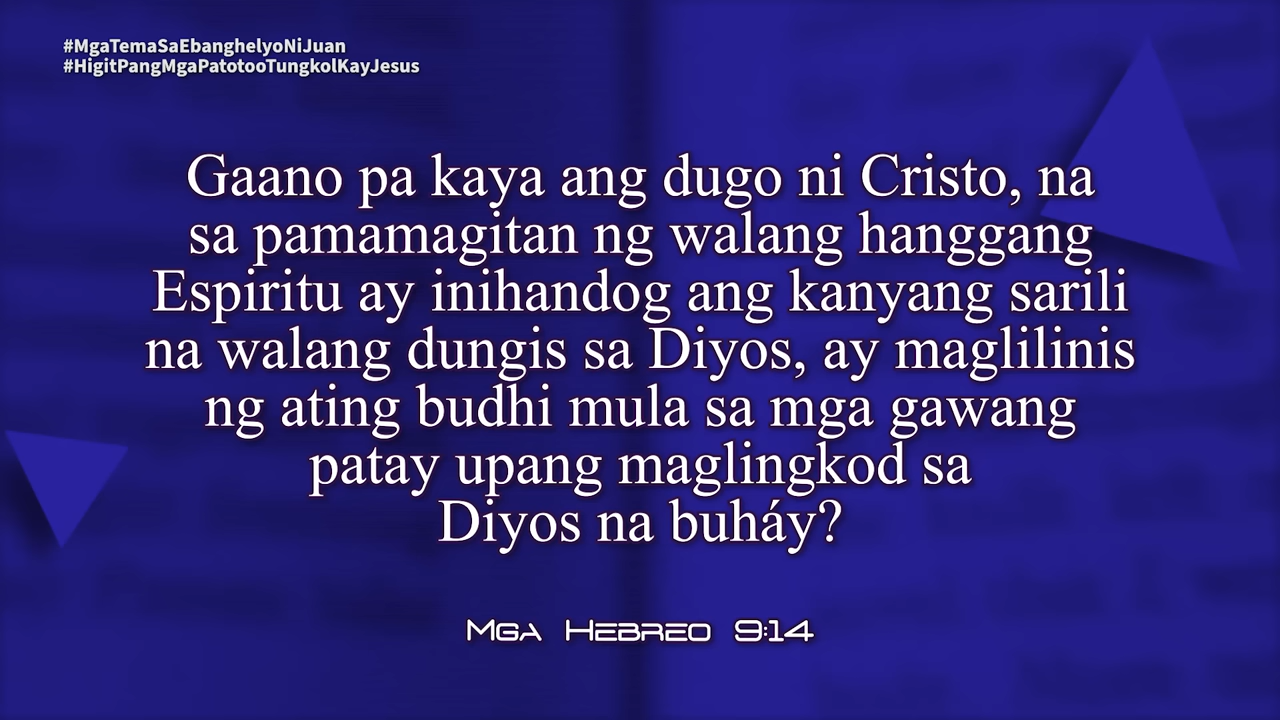 #MgaTemaSaEbanghelyoNiJuan
#HigitPangMgaPatotooTungkolKayJesus
Gaano pa kaya ang dugo ni Cristo, na
sa pamamagitan ng walang hanggang
Espiritu ay inihandog ang kanyang sarili
na walang dungis sa Diyos, ay maglilinis
ng ating budhi mula sa mga gawang
patay upang maglingkod sa
Diyos na buháy?
Mga Hebreo 9:14